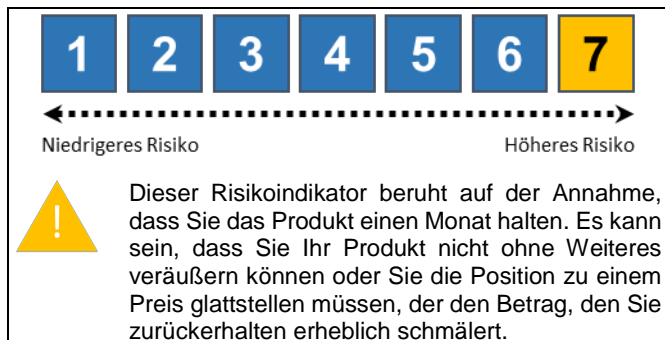 1 2 3 4 5 6 7
Niedrigeres Risiko Höheres Risiko
!
Dieser Risikoindikator beruht auf der Annahme,
dass Sie das Produkt einen Monat halten. Es kann
sein, dass Sie Ihr Produkt nicht ohne Weiteres
veräußern können oder Sie die Position zu einem
Preis glattstellen müssen, der den Betrag, den Sie
zurückerhalten erheblich schmälert.